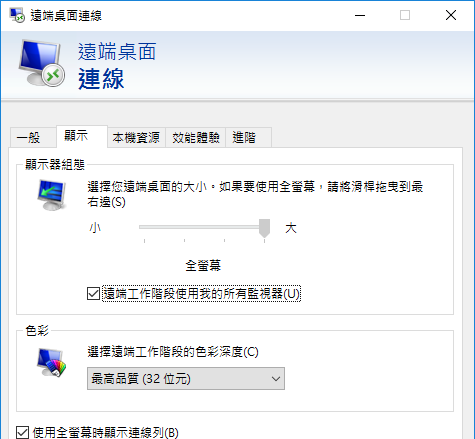 遠端桌面連線
遠端桌面
連線
一般 顯示 本機資源 效能體驗 進階
顯示器組態
選擇您遠端桌面的大小。如果要使用全螢幕，請將滑桿拖曳到最
右邊(S)
小 大
全螢幕
遠端工作階段使用我的所有監視器(U)
色彩
選擇遠端工作階段的色彩深度(C)
最高品質 (32 位元)
使用全螢幕時顯示連線列(B)